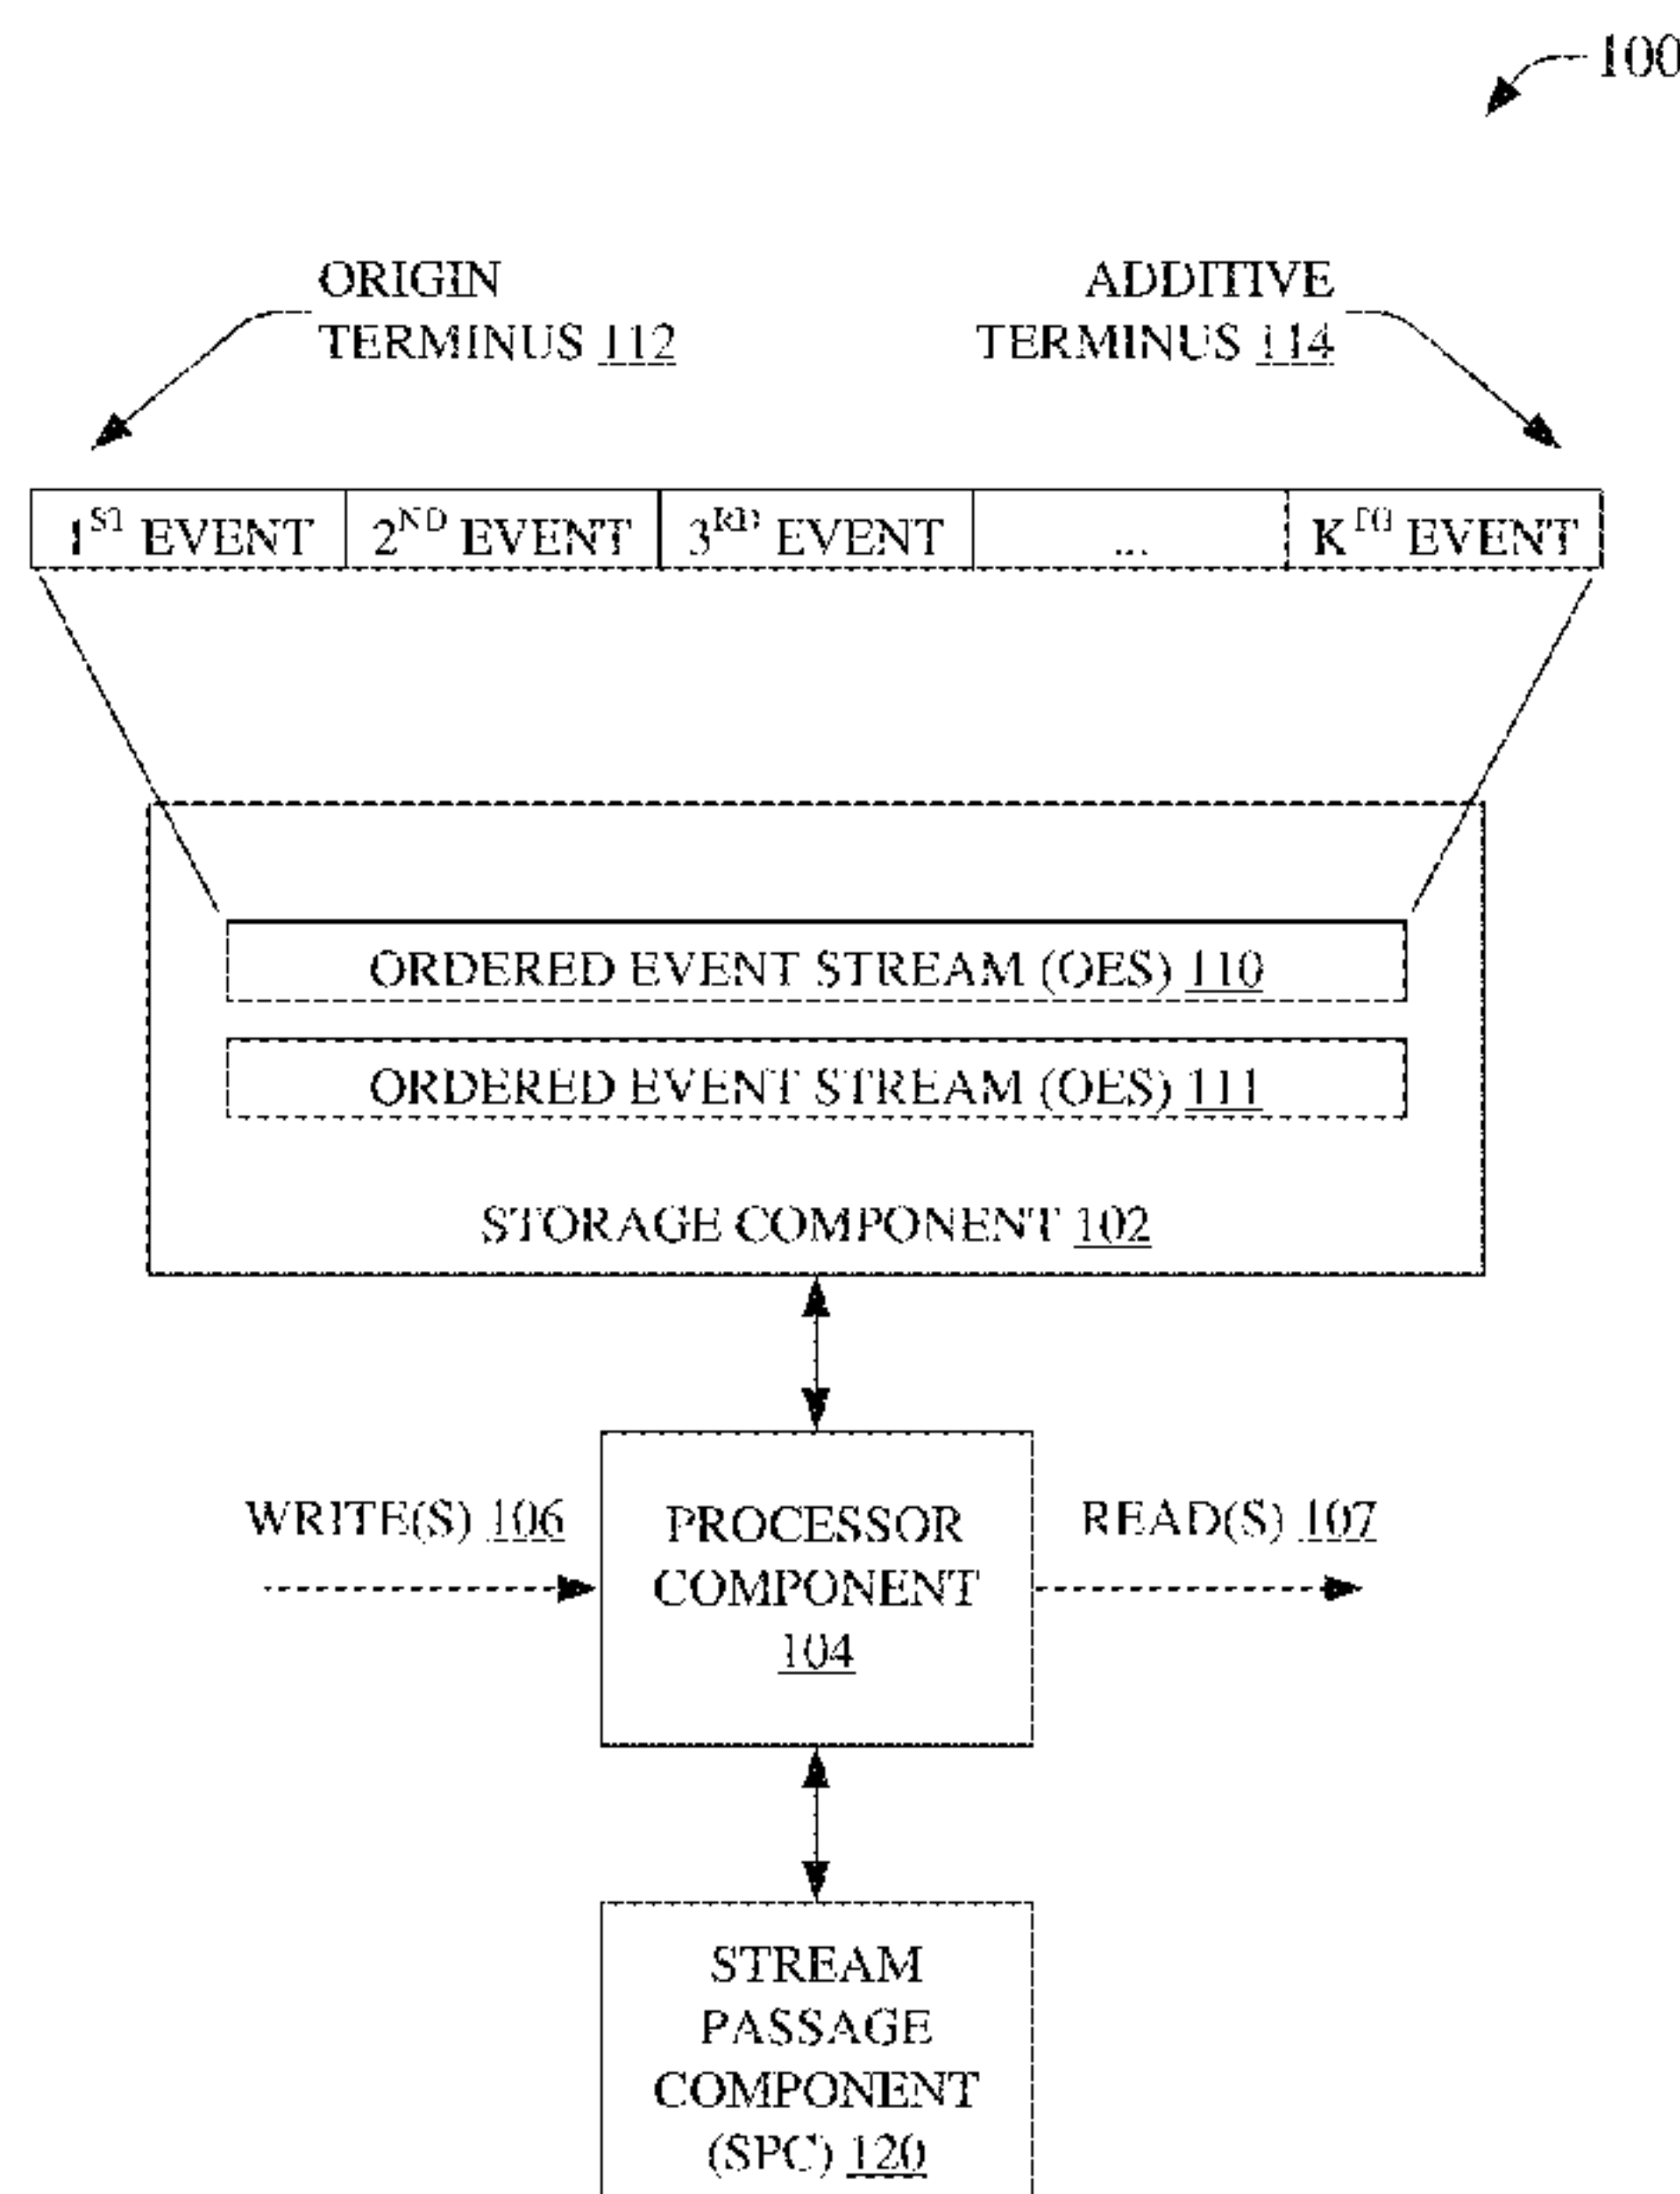 100
ORIGIN
TERMINUS 112
ADDITIVE
TERMINUS 114
1ST EVENT 2ND EVENT 3RD EVENT ... KTH EVENT
ORDERED EVENT STREAM (OES) 110
ORDERED EVENT STREAM (OES) 111
STORAGE COMPONENT 102
WRITE(S) 106
PROCESSOR
COMPONENT
104
READ(S) 107
STREAM
PASSAGE
COMPONENT
(SPC) 120